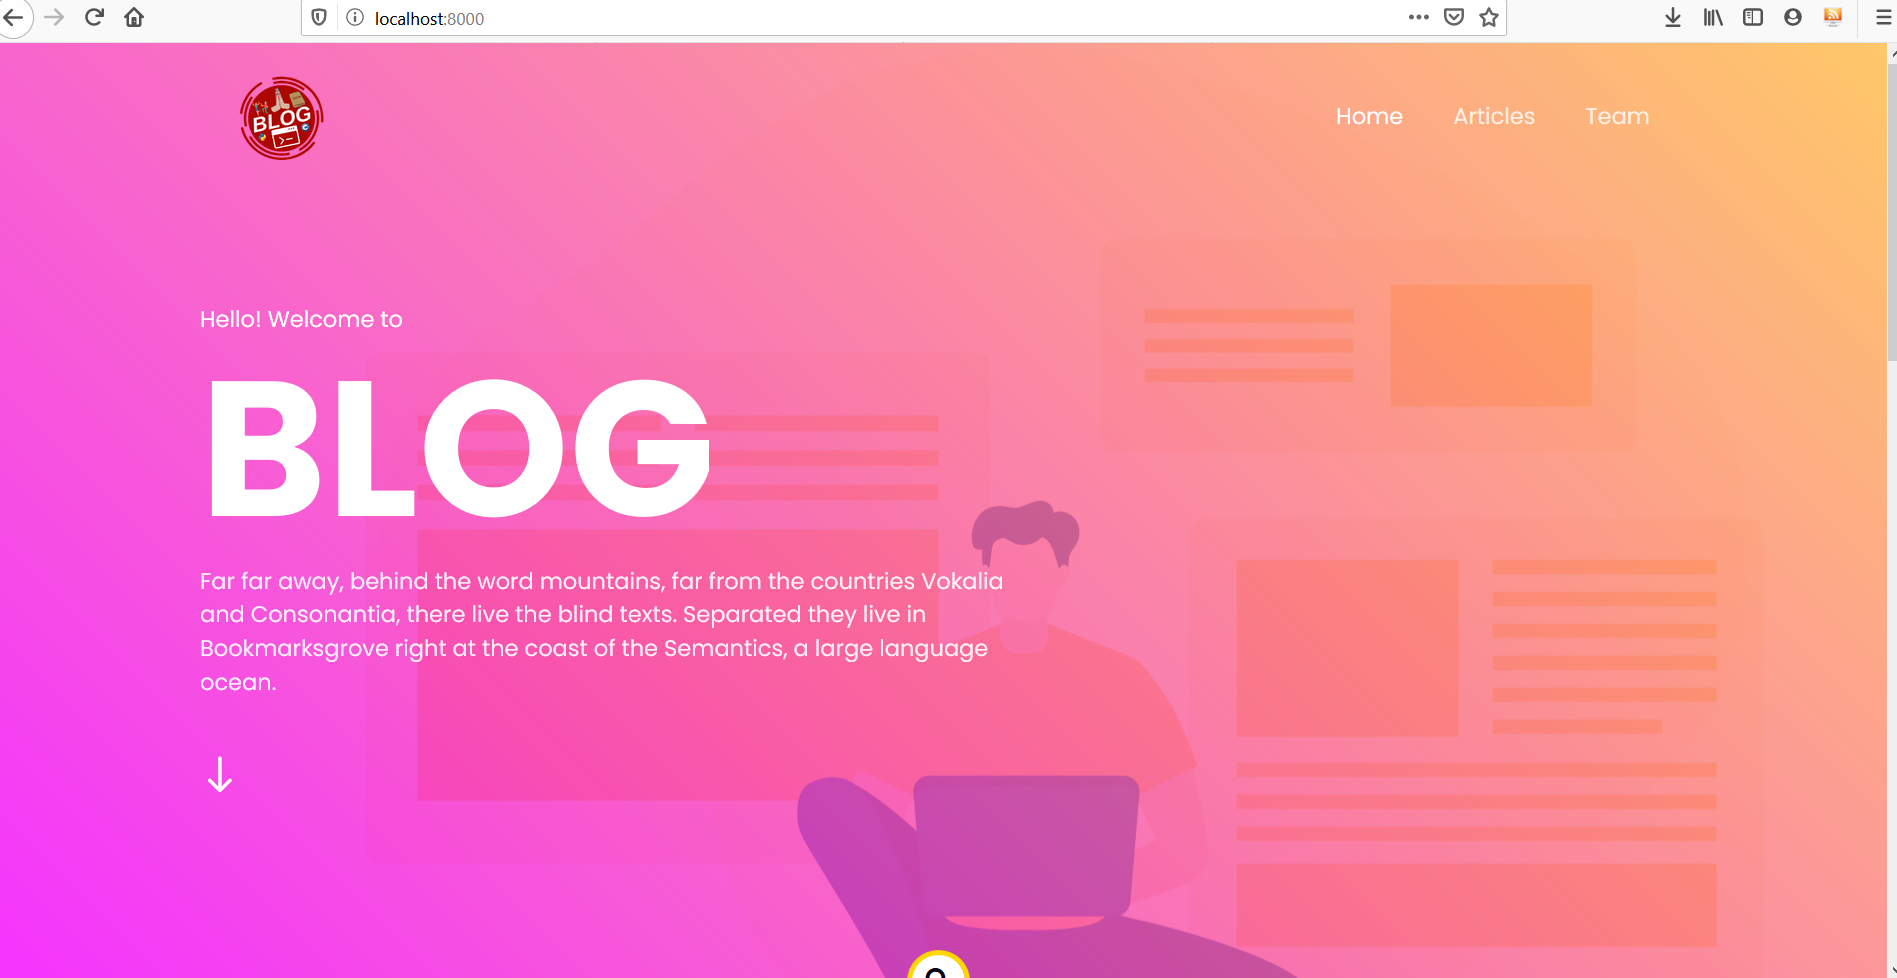 localhost:8000
BLOG
Home Articles Team
Hello! Welcome to
BLOG
Far far away, behind the word mountains, far from the countries Vokalia
and Consonantia, there live the blind texts. Separated they live in
Bookmarksgrove right at the coast of the Semantics, a large language
ocean.